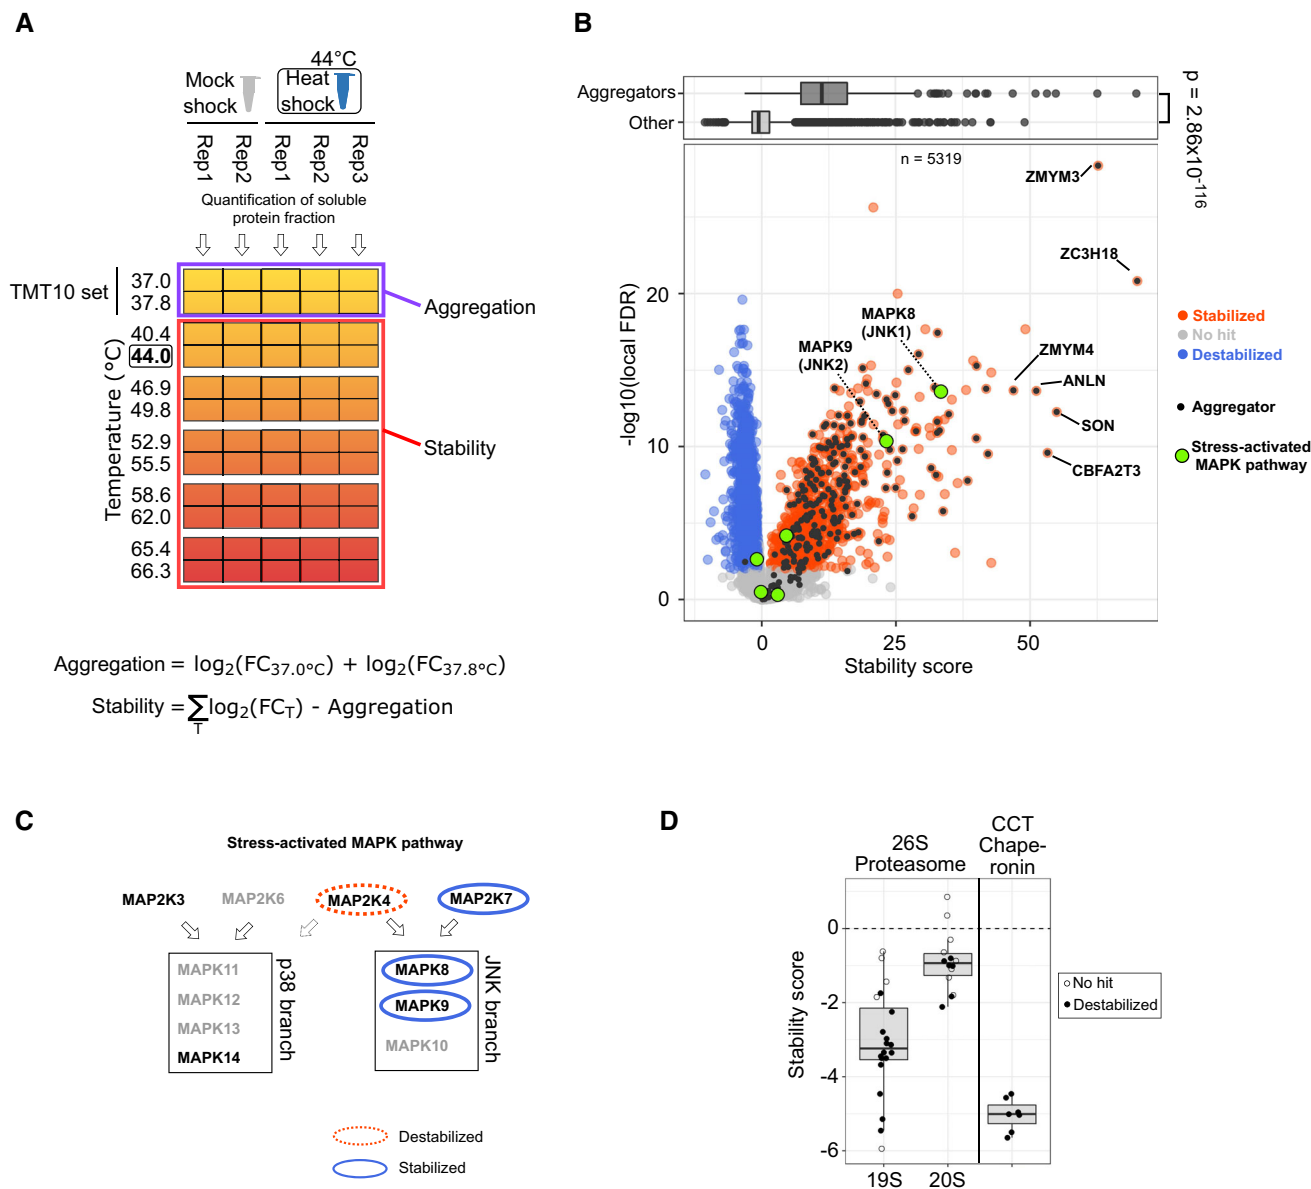 A
Mock
shock
44°C
Heat
shock
Rep1
Rep2
Rep1
Rep2
Rep3
Quantification of soluble
protein fraction
TMT10 set
Temperature (°C)
37.0
37.8
40.4
44.0
46.9
49.8
52.9
55.5
58.6
62.0
65.4
66.3
Aggregation
Stability
Aggregation = log2(FC37.0°C) + log2(FC37.8°C)
Stability = ∑T log2(FCT) - Aggregation
B
Aggregators
Other
p = 2.86x10-116
n = 5319
ZMYM3
ZC3H18
MAPK8
(JNK1)
MAPK9
(JNK2)
ZMYM4
ANLN
SON
CBFA2T3
-log10(local FDR)
20
10
0
0
25
50
Stability score
Stabilized
No hit
Destabilized
Aggregator
Stress-activated
MAPK pathway
C
Stress-activated MAPK pathway
MAP2K3
MAP2K6
MAP2K4
MAP2K7
MAPK11
MAPK12
MAPK13
MAPK14
p38 branch
MAPK8
MAPK9
MAPK10
JNK branch
Destabilized
Stabilized
D
26S
Proteasome
CCT
Chape-
ronin
Stability score
0
-2
-4
-6
19S
20S
No hit
Destabilized